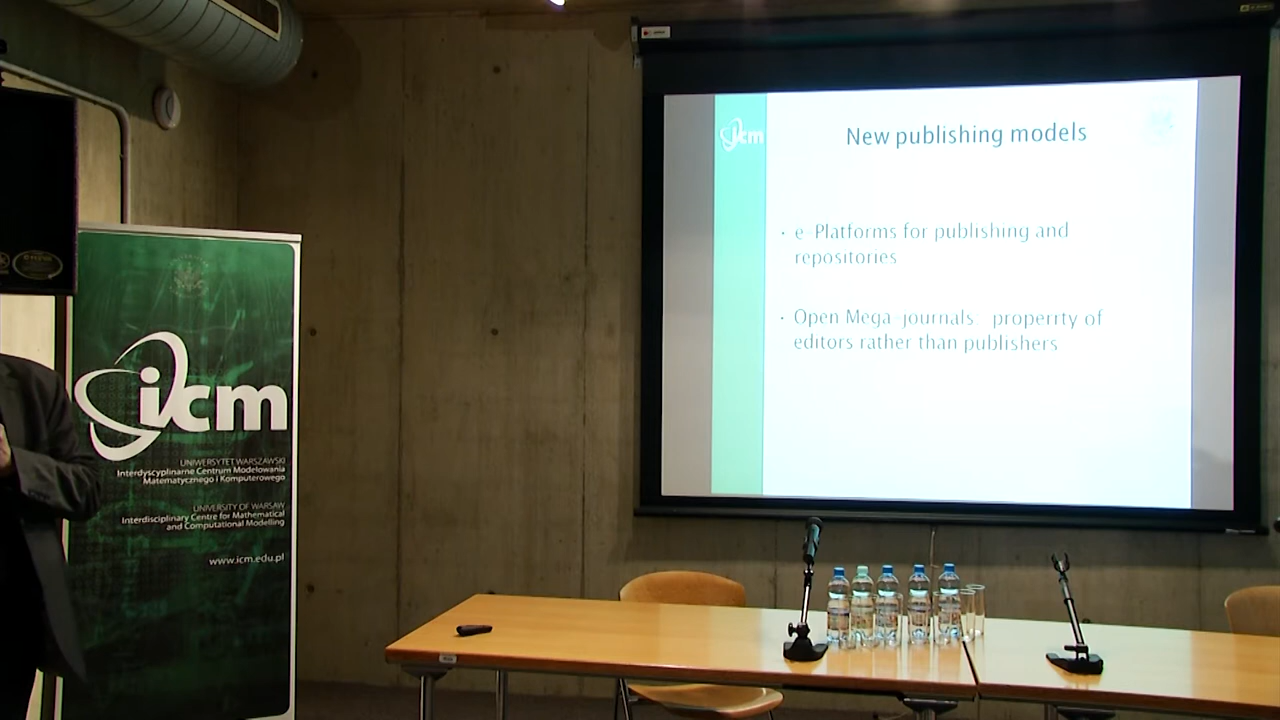 icm
UNIWERSYTET WARSZAWSKI
Interdyscyplinarne Centrum Modelowania
Matematycznego i Komputerowego
UNIVERSITY OF WARSAW
Interdisciplinary Centre for Mathematical
and Computational Modelling
www.icm.edu.pl
icm
New publishing models
• e-Platforms for publishing and
repositories
• Open Mega-journals properrty of
editors rather than publishers